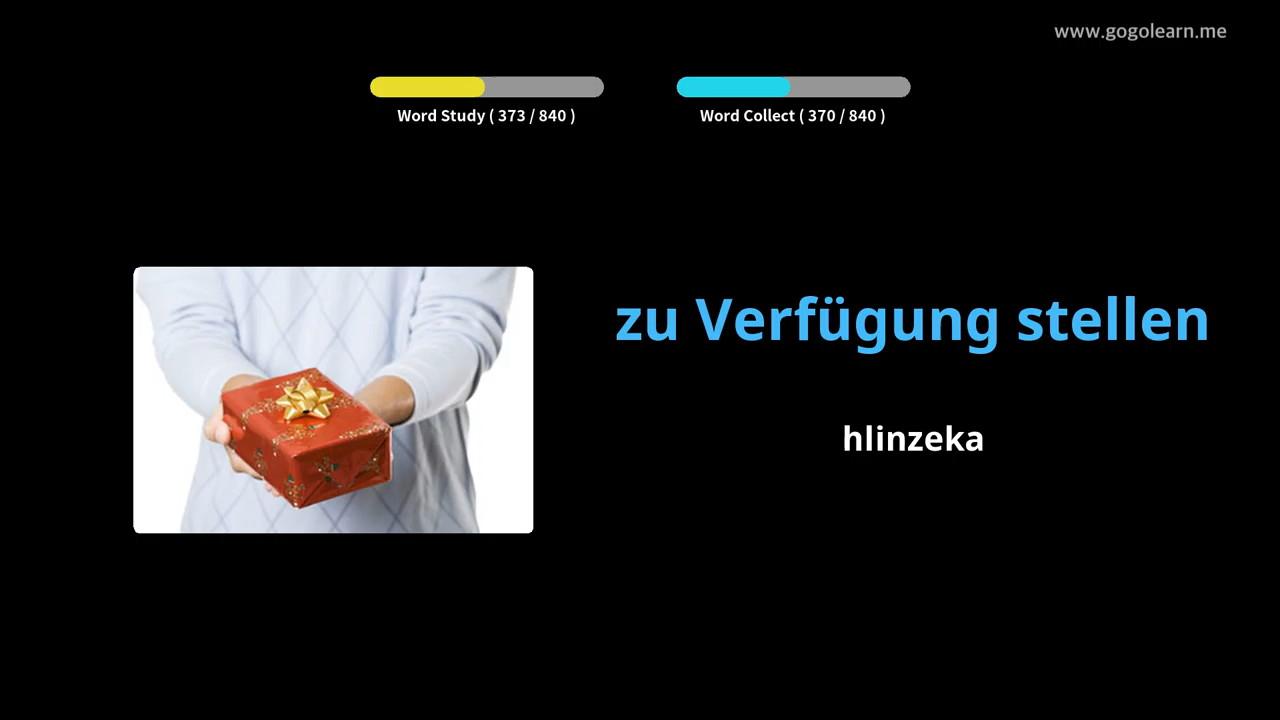 www.gogolearn.me
Word Study ( 373 / 840 )
Word Collect ( 370 / 840 )
zu Verfügung stellen
hlinzeka